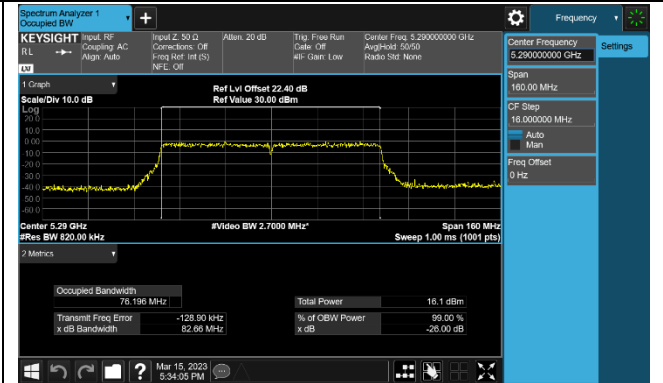 Spectrum Analyzer 1
Occupied BW
Frequency
KEYSIGHT
RL
LXI
Input: RF
Coupling: AC
Align: Auto
Input Z: 50 Ω
Corrections: Off
Freq Ref: Int (S)
NFE: Off
Atten: 20 dB
Trig: Free Run
Gate: Off
#IF Gain: Low
Center Freq: 5.290000000 GHz
Avg|Hold: 50/50
Radio Std: None
Center Frequency
5.290000000 GHz
Settings
Span
160.00 MHz
CF Step
16.000000 MHz
Auto
Man
Freq Offset
0 Hz
1 Graph
Scale/Div 10.0 dB
Ref Lvl Offset 22.40 dB
Ref Value 30.00 dBm
Log
20.0
10.0
0.00
-10.0
-20.0
-30.0
-40.0
-50.0
-60.0
Center 5.29 GHz
#Video BW 2.7000 MHz*
Span 160 MHz
#Res BW 820.00 kHz
Sweep 1.00 ms (1001 pts)
2 Metrics
Occupied Bandwidth
76.196 MHz
Total Power
16.1 dBm
Transmit Freq Error
-128.90 kHz
% of OBW Power
99.00 %
x dB Bandwidth
82.66 MHz
x dB
-26.00 dB
Mar 15, 2023
5:34:05 PM